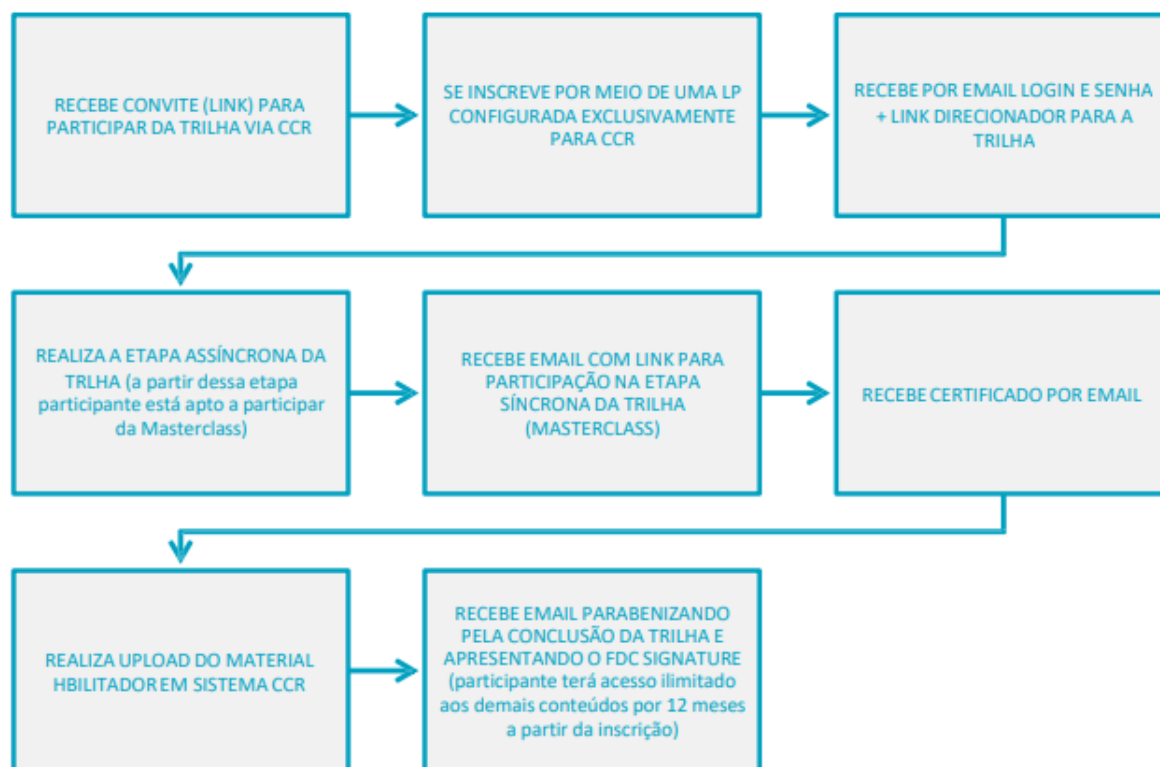 RECEBE CONVITE (LINK) PARA
PARTICIPAR DA TRILHA VIA CCR
SE INSCREVE POR MEIO DE UMA LP
CONFIGURADA EXCLUSIVAMENTE
PARA CCR
RECEBE POR EMAIL LOGIN E SENHA
+ LINK DIRECIONADOR PARA A
TRILHA
REALIZA A ETAPA ASSÍNCRONA DA
TRLHA (a partir dessa etapa
participante está apto a participar
da Masterclass)
RECEBE EMAIL COM LINK PARA
PARTICIPAÇÃO NA ETAPA
SÍNCRONA DA TRILHA
(MASTERCLASS)
RECEBE CERTIFICADO POR EMAIL
REALIZA UPLOAD DO MATERIAL
HBILITADOR EM SISTEMA CCR
RECEBE EMAIL PARABENIZANDO
PELA CONCLUSÃO DA TRILHA E
APRESENTANDO O FDC SIGNATURE
(participante terá acesso ilimitado
aos demais conteúdos por 12 meses
a partir da inscrição)